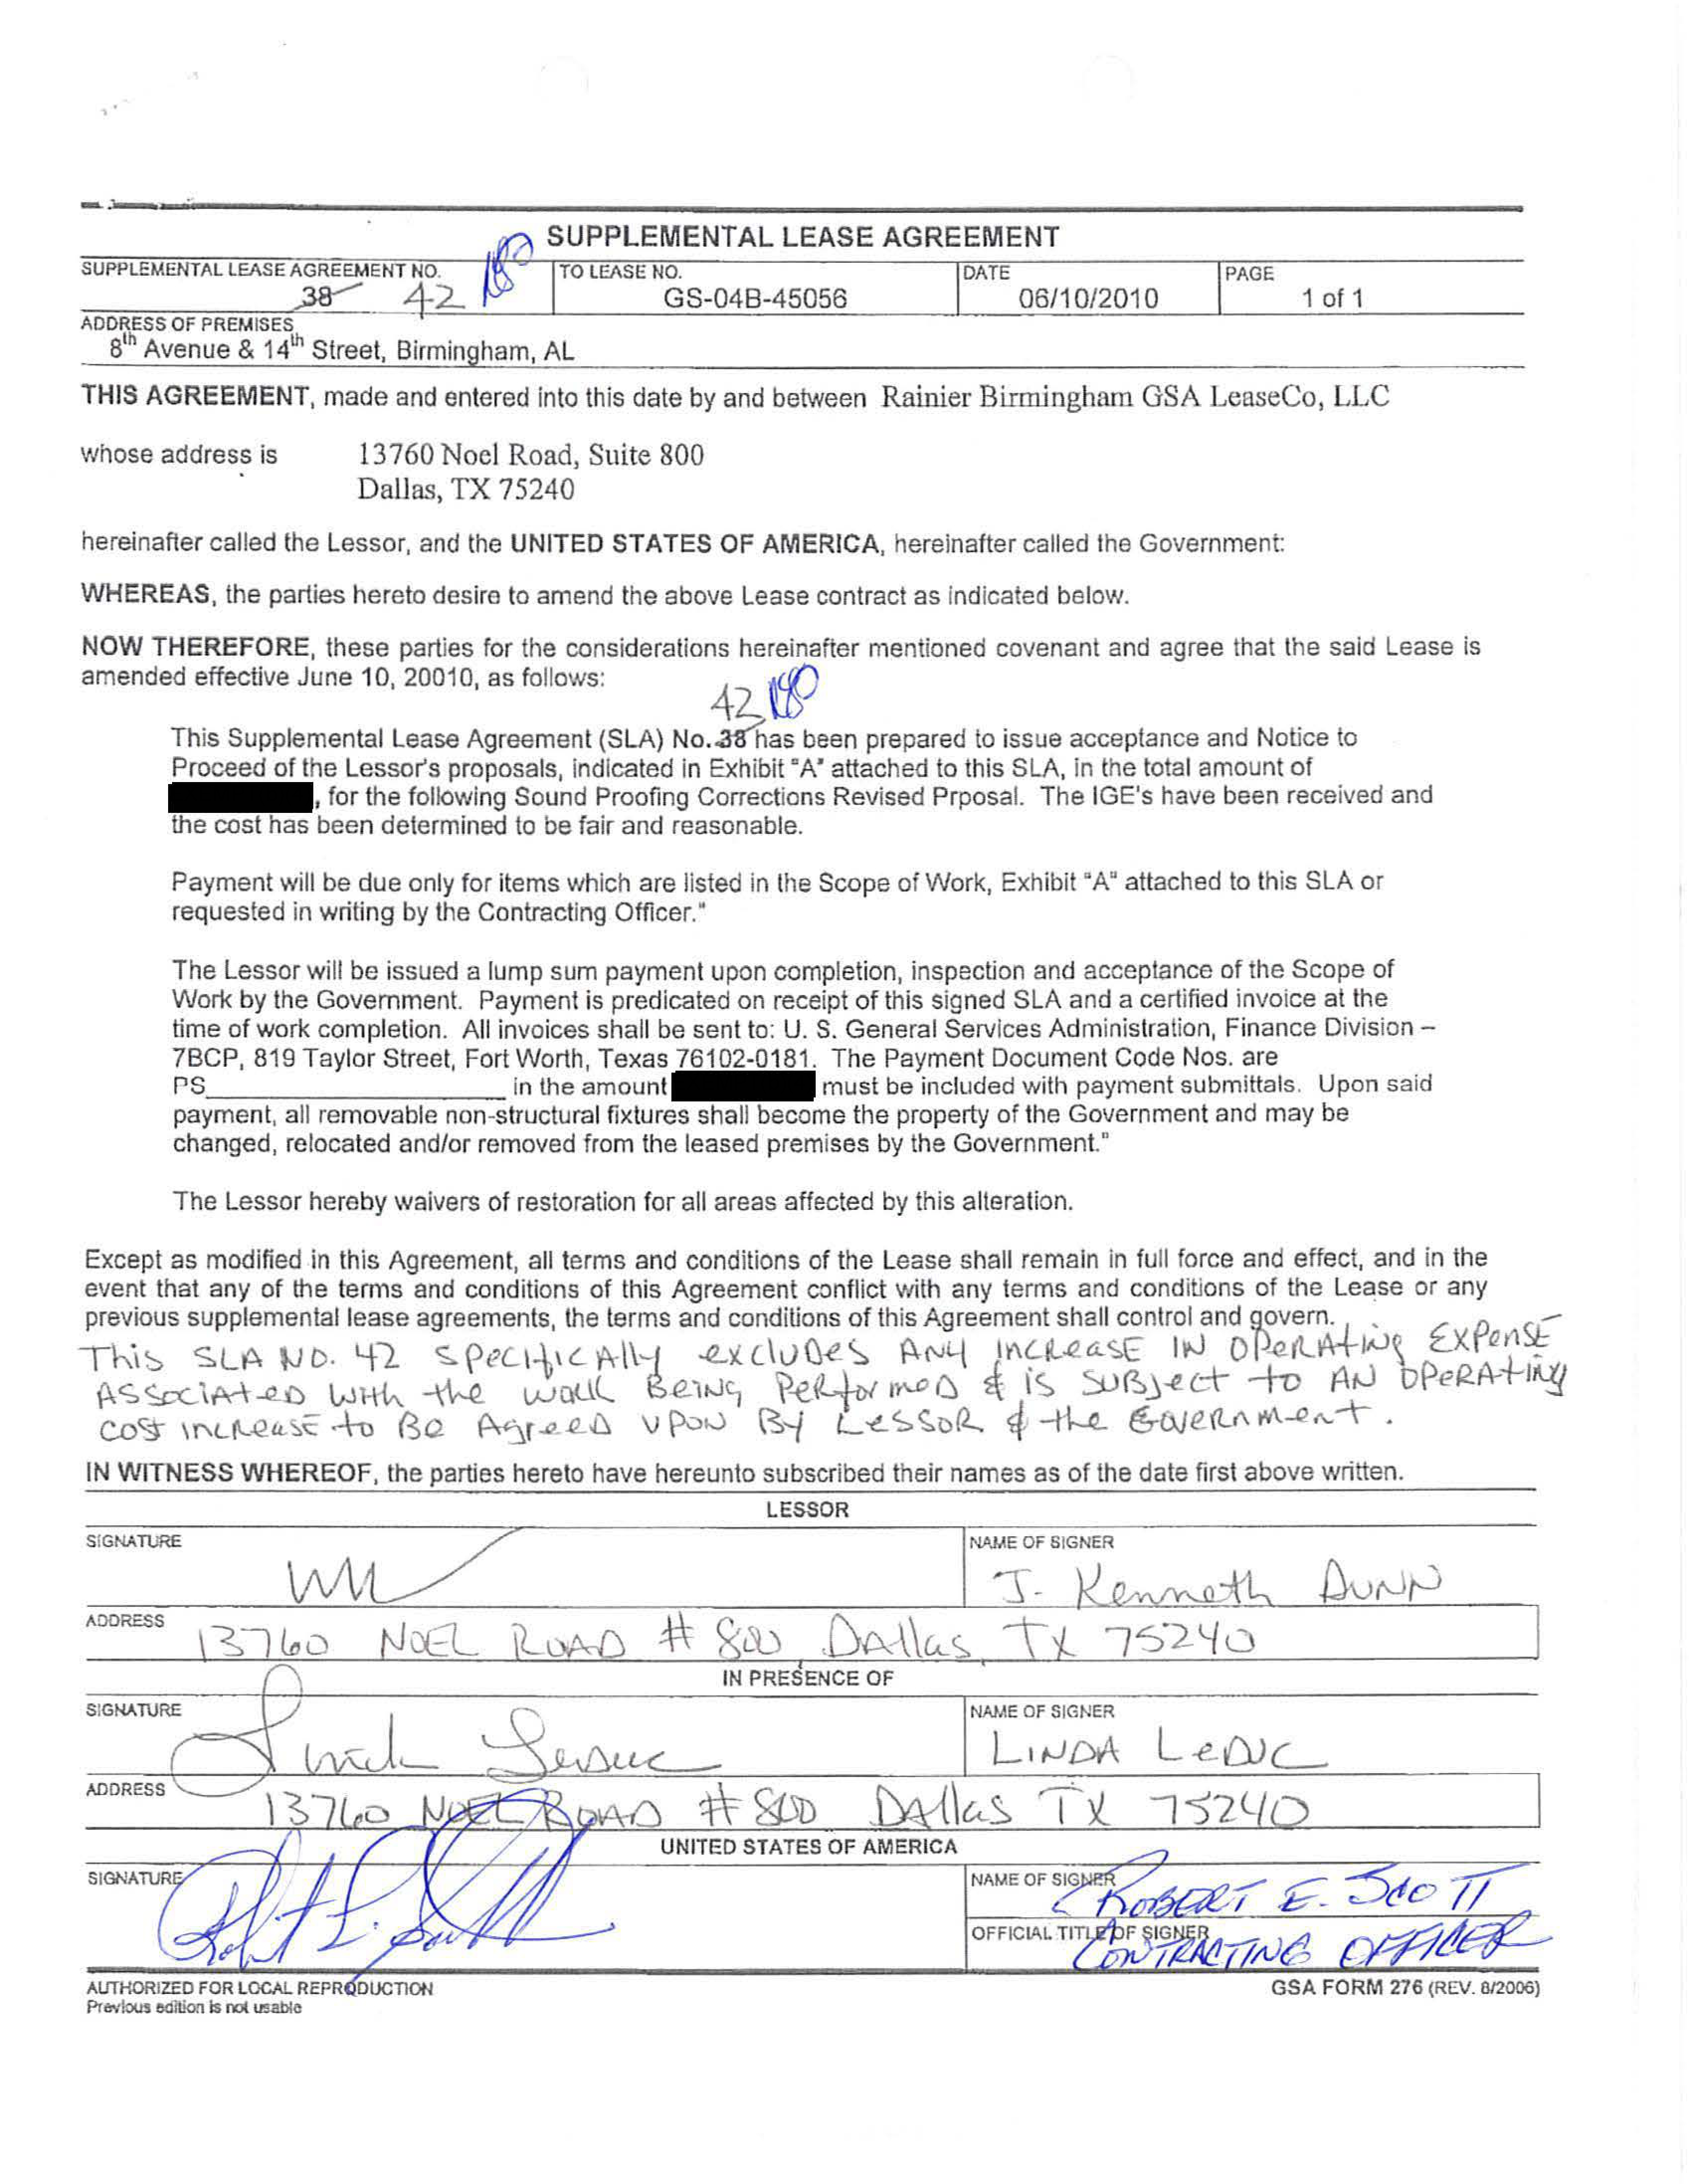 SUPPLEMENTAL LEASE AGREEMENT
SUPPLEMENTAL LEASE AGREEMENT NO. TO LEASE NO. DATE PAGE
38 42 GS-04B-45056 06/10/2010 1 of 1
ADDRESS OF PREMISES
8th Avenue & 14th Street, Birmingham, AL
THIS AGREEMENT, made and entered into this date by and between Rainier Birmingham GSA LeaseCo, LLC
whose address is 13760 Noel Road, Suite 800
Dallas, TX 75240
hereinafter called the Lessor, and the UNITED STATES OF AMERICA, hereinafter called the Government:
WHEREAS, the parties hereto desire to amend the above Lease contract as indicated below.
NOW THEREFORE, these parties for the considerations hereinafter mentioned covenant and agree that the said Lease is
amended effective June 10, 20010, as follows:
42
This Supplemental Lease Agreement (SLA) No. 38 has been prepared to issue acceptance and Notice to
Proceed of the Lessor's proposals, indicated in Exhibit "A" attached to this SLA, in the total amount of
, for the following Sound Proofing Corrections Revised Prposal. The IGE's have been received and
the cost has been determined to be fair and reasonable.
Payment will be due only for items which are listed in the Scope of Work, Exhibit "A" attached to this SLA or
requested in writing by the Contracting Officer."
The Lessor will be issued a lump sum payment upon completion, inspection and acceptance of the Scope of
Work by the Government. Payment is predicated on receipt of this signed SLA and a certified invoice at the
time of work completion. All invoices shall be sent to: U. S. General Services Administration, Finance Division –
7BCP, 819 Taylor Street, Fort Worth, Texas 76102-0181. The Payment Document Code Nos. are
PS____________________ in the amount must be included with payment submittals. Upon said
payment, all removable non-structural fixtures shall become the property of the Government and may be
changed, relocated and/or removed from the leased premises by the Government."
The Lessor hereby waivers of restoration for all areas affected by this alteration.
Except as modified in this Agreement, all terms and conditions of the Lease shall remain in full force and effect, and in the
event that any of the terms and conditions of this Agreement conflict with any terms and conditions of the Lease or any
previous supplemental lease agreements, the terms and conditions of this Agreement shall control and govern.
This SLA NO. 42 SPECIFICALLY excludes ANY INCREASE IN OPERATING EXPENSE
ASSOCIATED WITH the WORK BEING PERFORMED & is SUBJECT to AN OPERATING
COST INCREASE to BE AGREED UPON BY LESSOR & the GOVERNMENT.
IN WITNESS WHEREOF, the parties hereto have hereunto subscribed their names as of the date first above written.
LESSOR
SIGNATURE NAME OF SIGNER
J. Kenneth DUNN
ADDRESS 13760 NOEL ROAD # 800 DALLAS, TX 75240
IN PRESENCE OF
SIGNATURE NAME OF SIGNER
Linda Leduc LINDA LeDUC
ADDRESS
13760 NOEL ROAD # 800 DALLAS TX 75240
UNITED STATES OF AMERICA
SIGNATURE NAME OF SIGNER
Robert E. Scott ROBERT E. SCOTT
OFFICIAL TITLE OF SIGNER
CONTRACTING OFFICER
AUTHORIZED FOR LOCAL REPRODUCTION GSA FORM 276 (REV. 8/2006)
Previous edition is not usable